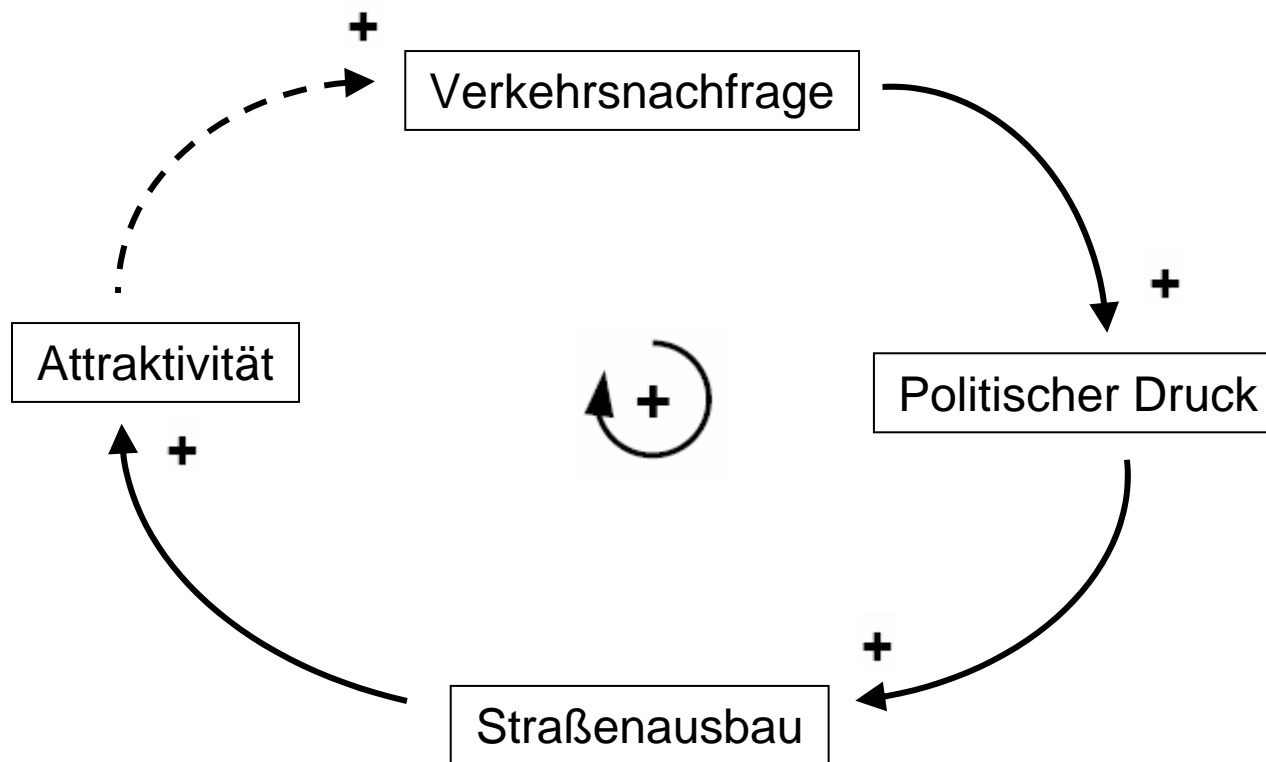 +
Verkehrsnachfrage
+
Attraktivität
+
Politischer Druck
+
+
Straßenausbau